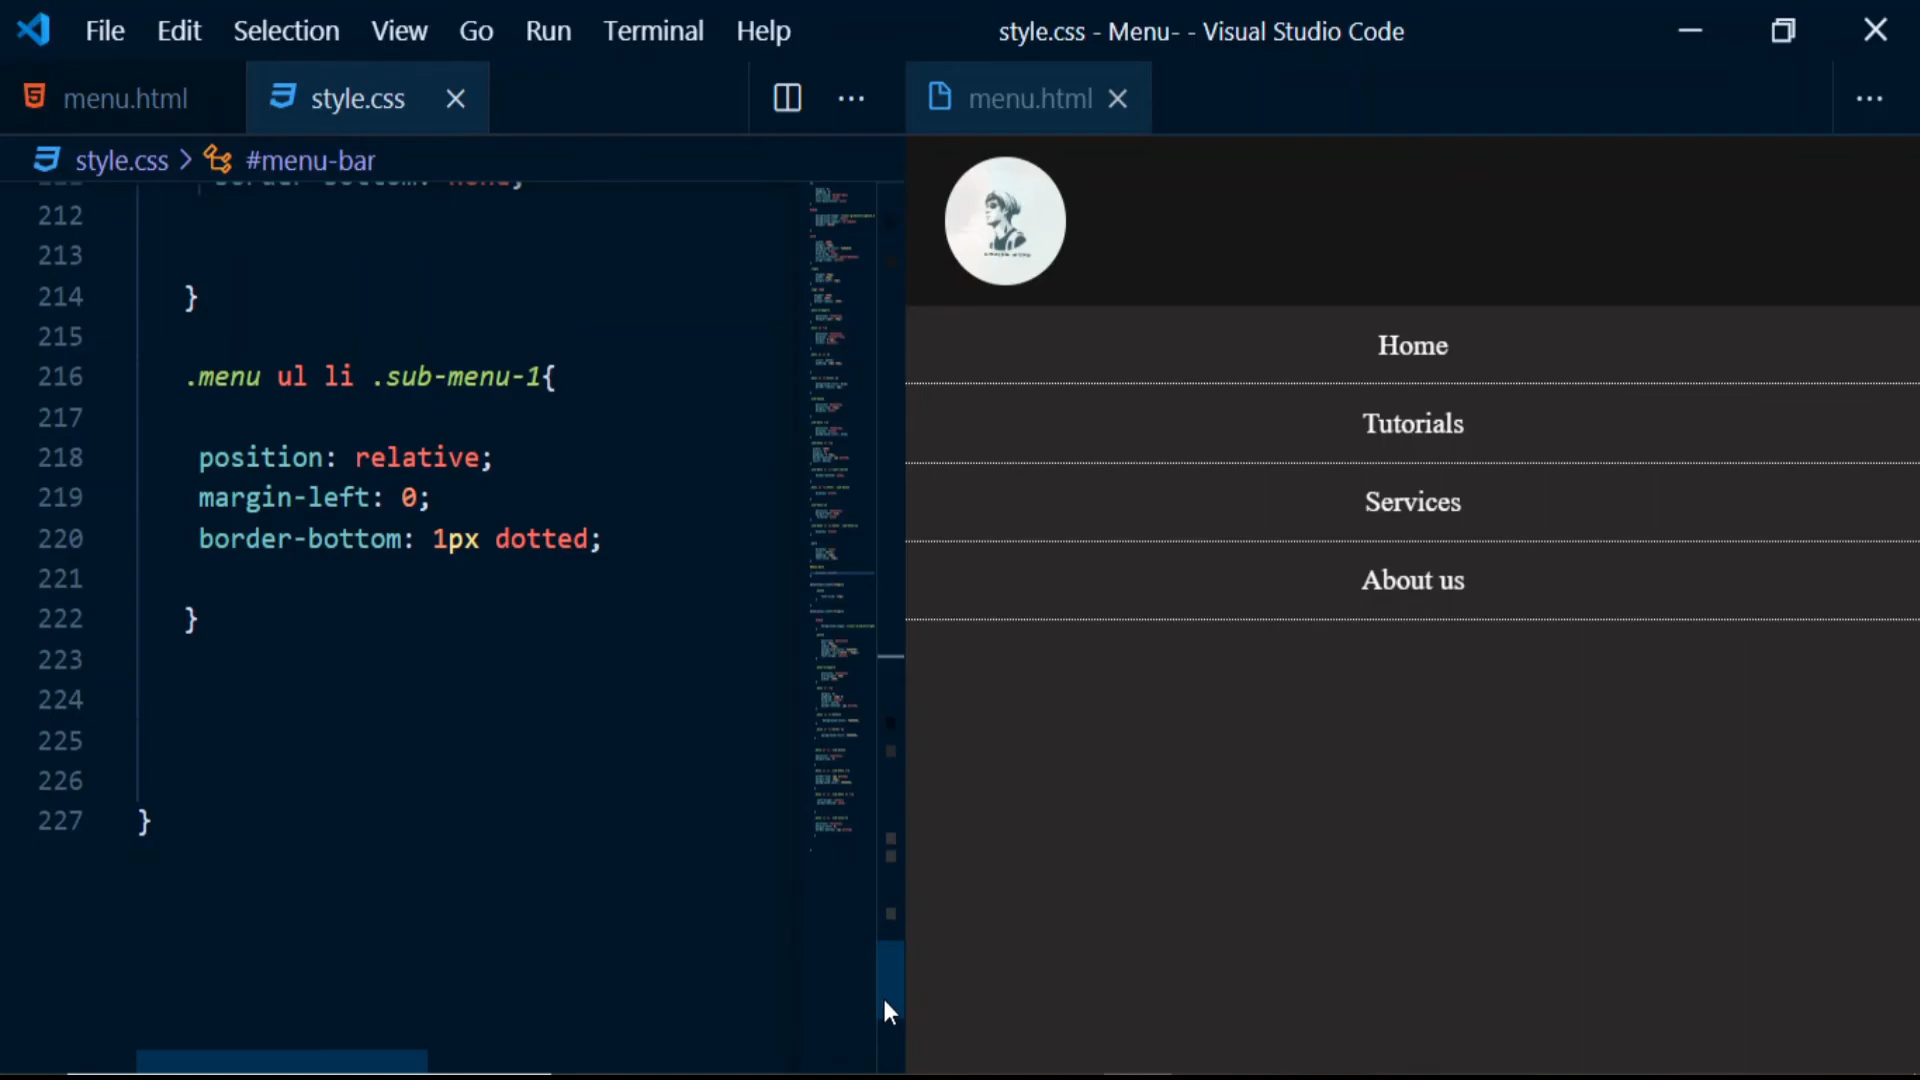 File Edit Selection View Go Run Terminal Help style.css - Menu- - Visual Studio Code
menu.html style.css menu.html
style.css > #menu-bar
border-bottom: none;
212
213
214 }
215
216 .menu ul li .sub-menu-1{
217
218 position: relative;
219 margin-left: 0;
220 border-bottom: 1px dotted;
221
222 }
223
224
225
226
227 }
Home
Tutorials
Services
About us